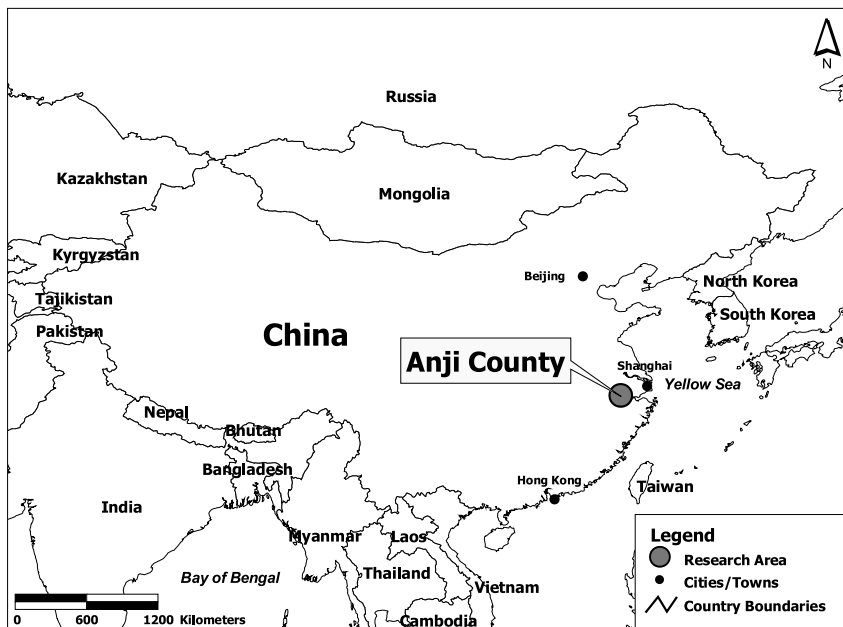 N
Russia
Kazakhstan
Mongolia
Kyrgyzstan
Beijing
North Korea
Tajikistan
South Korea
Pakistan
China
Anji County
Shanghai
Yellow Sea
Nepal
Bhutan
Bangladesh
Hong Kong
Taiwan
India
Myanmar
Laos
Bay of Bengal
Thailand
Vietnam
Cambodia
0 600 1200 Kilometers
Legend
Research Area
Cities/Towns
Country Boundaries